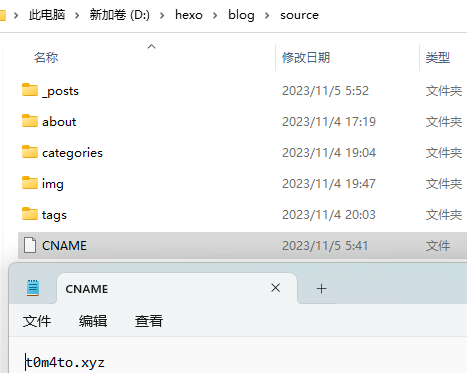 此电脑 > 新加卷 (D:) > hexo > blog > source
名称 修改日期 类型
_posts 2023/11/5 5:52 文件夹
about 2023/11/4 17:19 文件夹
categories 2023/11/4 19:04 文件夹
img 2023/11/4 19:47 文件夹
tags 2023/11/4 20:03 文件夹
CNAME 2023/11/5 5:41 文件
CNAME
文件 编辑 查看
t0m4to.xyz